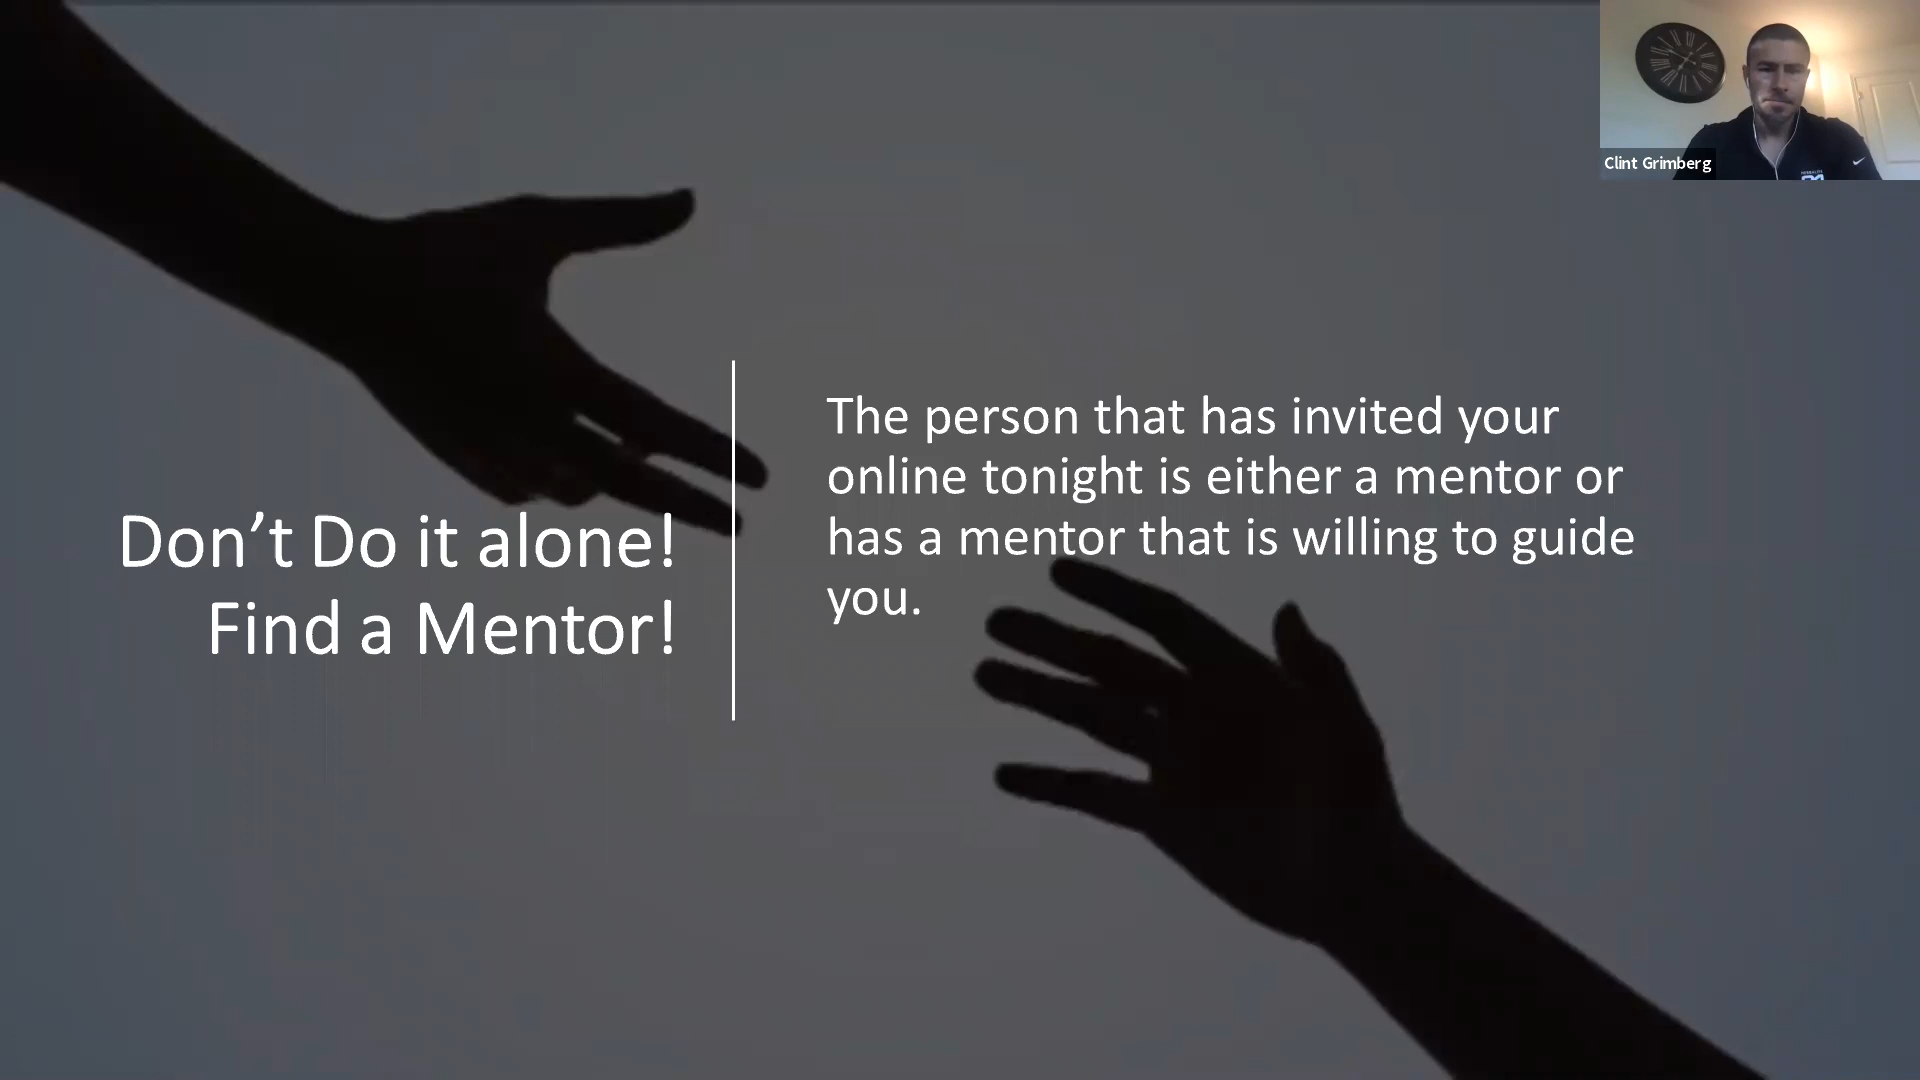 Don’t Do it alone!
Find a Mentor!
The person that has invited your
online tonight is either a mentor or
has a mentor that is willing to guide
you.
Clint Grimberg